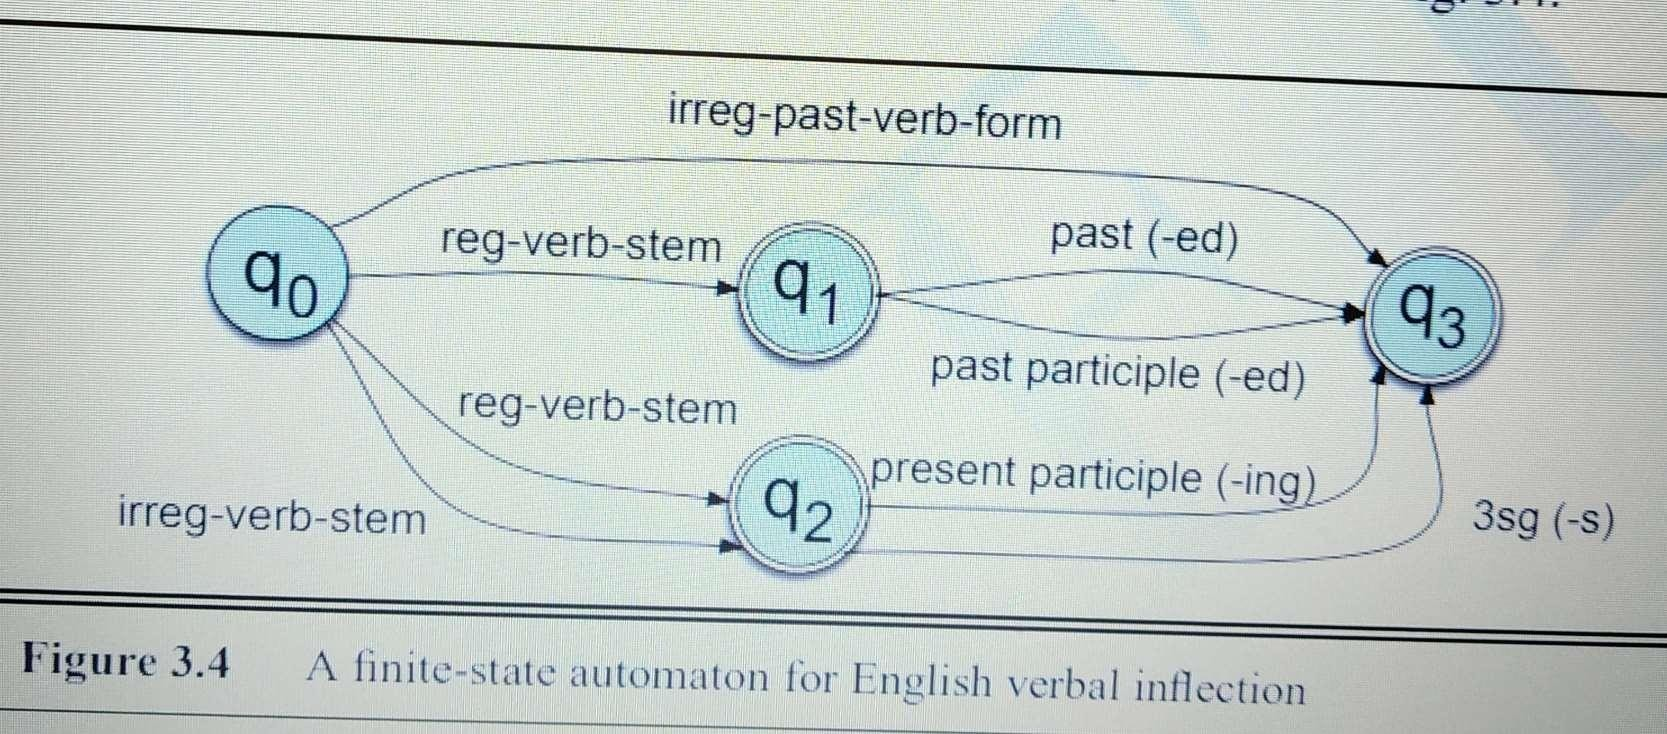 irreg-past-verb-form
reg-verb-stem
past (-ed)
q0
q1
q3
past participle (-ed)
reg-verb-stem
present participle (-ing)
q2
irreg-verb-stem
3sg (-s)
Figure 3.4 A finite-state automaton for English verbal inflection